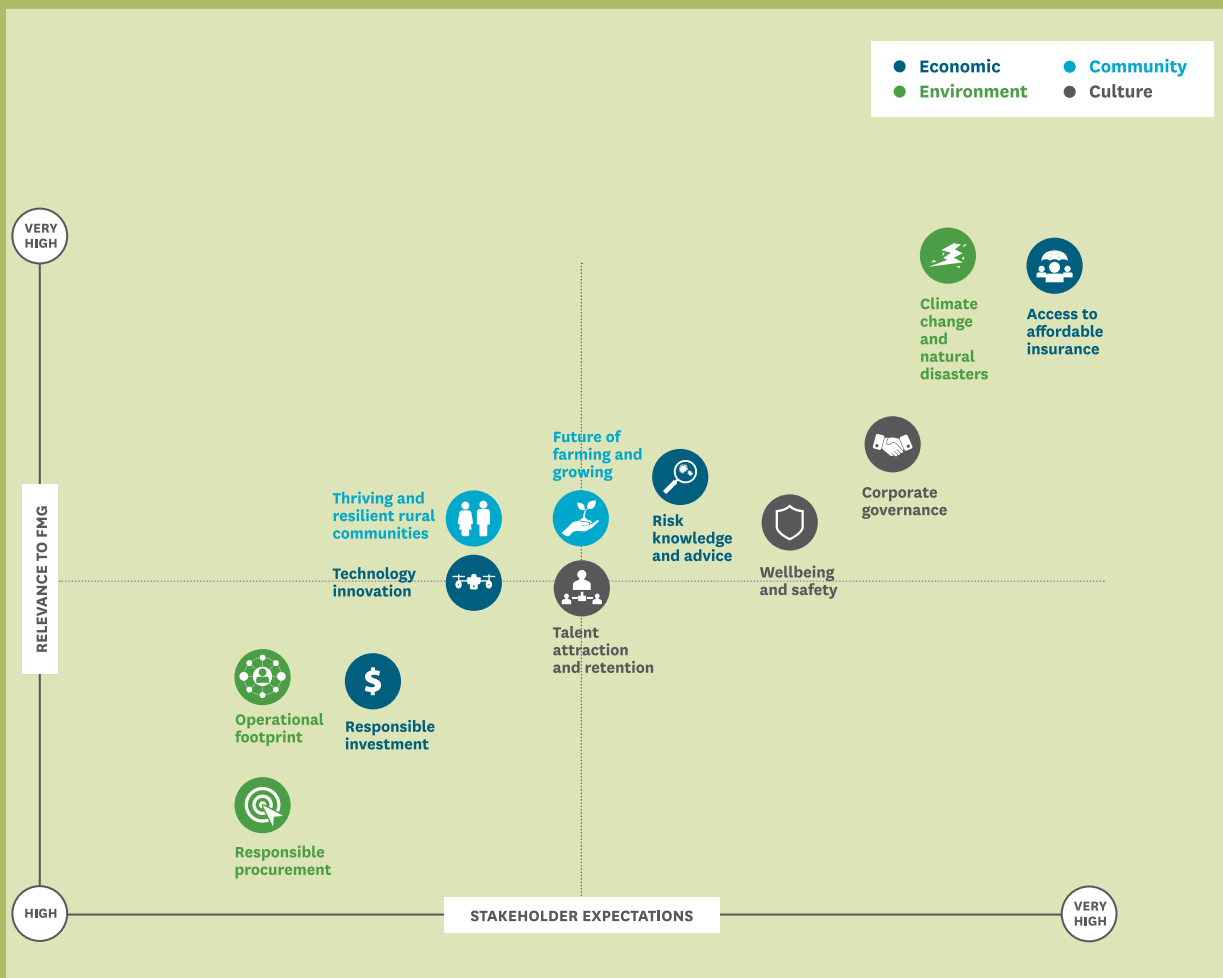 Economic
Community
Environment
Culture
VERY
HIGH
Climate
change
and
natural
disasters
Access to
affordable
insurance
Future of
farming and
growing
Corporate
governance
Thriving and
resilient rural
communities
Risk
knowledge
and advice
Technology
innovation
Wellbeing
and safety
Talent
attraction
and retention
RELEVANCE TO FMG
Operational
footprint
$
Responsible
investment
Responsible
procurement
HIGH
STAKEHOLDER EXPECTATIONS
VERY
HIGH